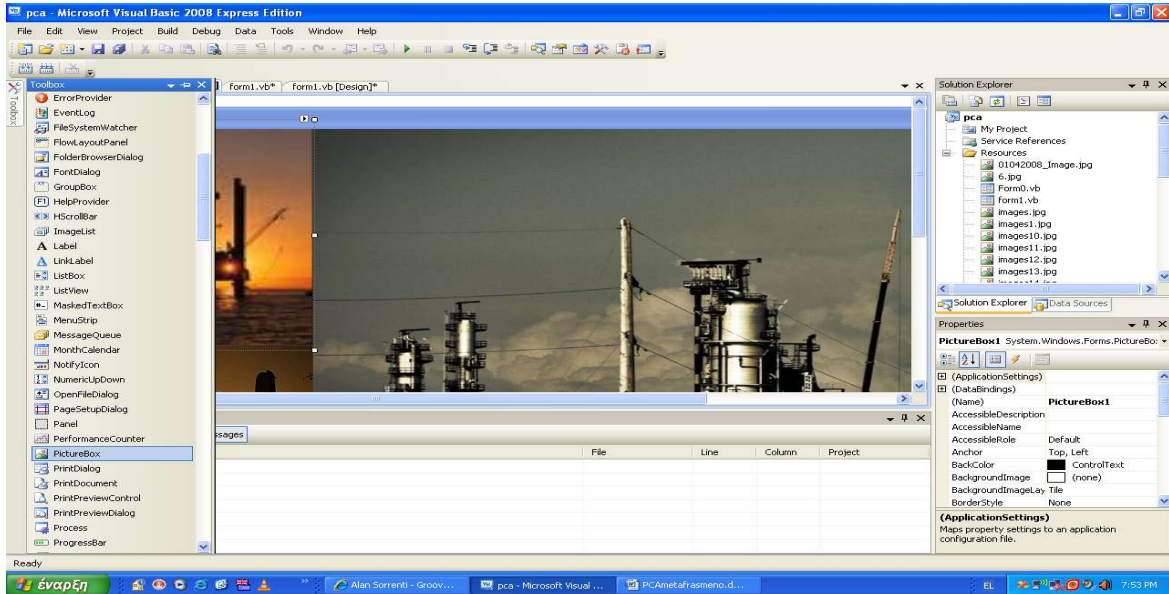 pca - Microsoft Visual Basic 2008 Express Edition
File Edit View Project Build Debug Data Tools Window Help
Toolbox
form1.vb* form1.vb [Design]*
Toolbox
ErrorProvider
EventLog
FileSystemWatcher
FlowLayoutPanel
FolderBrowserDialog
FontDialog
GroupBox
HelpProvider
HScrollBar
ImageList
Label
LinkLabel
ListBox
ListView
MaskedTextBox
MenuStrip
MessageQueue
MonthCalendar
NotifyIcon
NumericUpDown
OpenFileDialog
PageSetupDialog
Panel
PerformanceCounter
PictureBox
PrintDialog
PrintDocument
PrintPreviewControl
PrintPreviewDialog
Process
ProgressBar
ssages
File Line Column Project
Solution Explorer
pca
My Project
Service References
Resources
01042008_Image.jpg
6.jpg
Form0.vb
form1.vb
images.jpg
images1.jpg
images10.jpg
images11.jpg
images12.jpg
images13.jpg
Solution Explorer Data Sources
Properties
PictureBox1 System.Windows.Forms.PictureBo
(ApplicationSettings)
(DataBindings)
(Name) PictureBox1
AccessibleDescription
AccessibleName
AccessibleRole Default
Anchor Top, Left
BackColor ControlText
BackgroundImage (none)
BackgroundImageLay Tile
BorderStyle None
(ApplicationSettings)
Maps property settings to an application
configuration file.
Ready
έναρξη Alan Sorrenti - Groov... pca - Microsoft Visual ... PCAmetafrasmeno.d... EL 7:53 PM